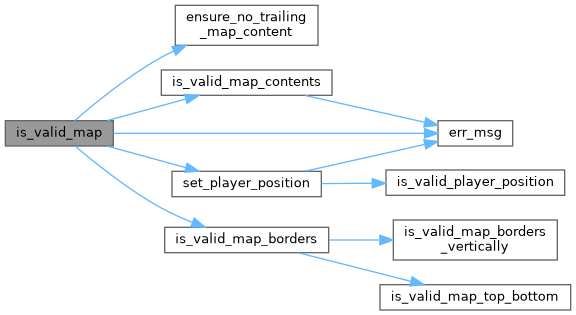 ensure_no_trailing
_map_content
is_valid_map_contents
is_valid_map
err_msg
set_player_position
is_valid_player_position
is_valid_map_borders
is_valid_map_borders
_vertically
is_valid_map_top_bottom